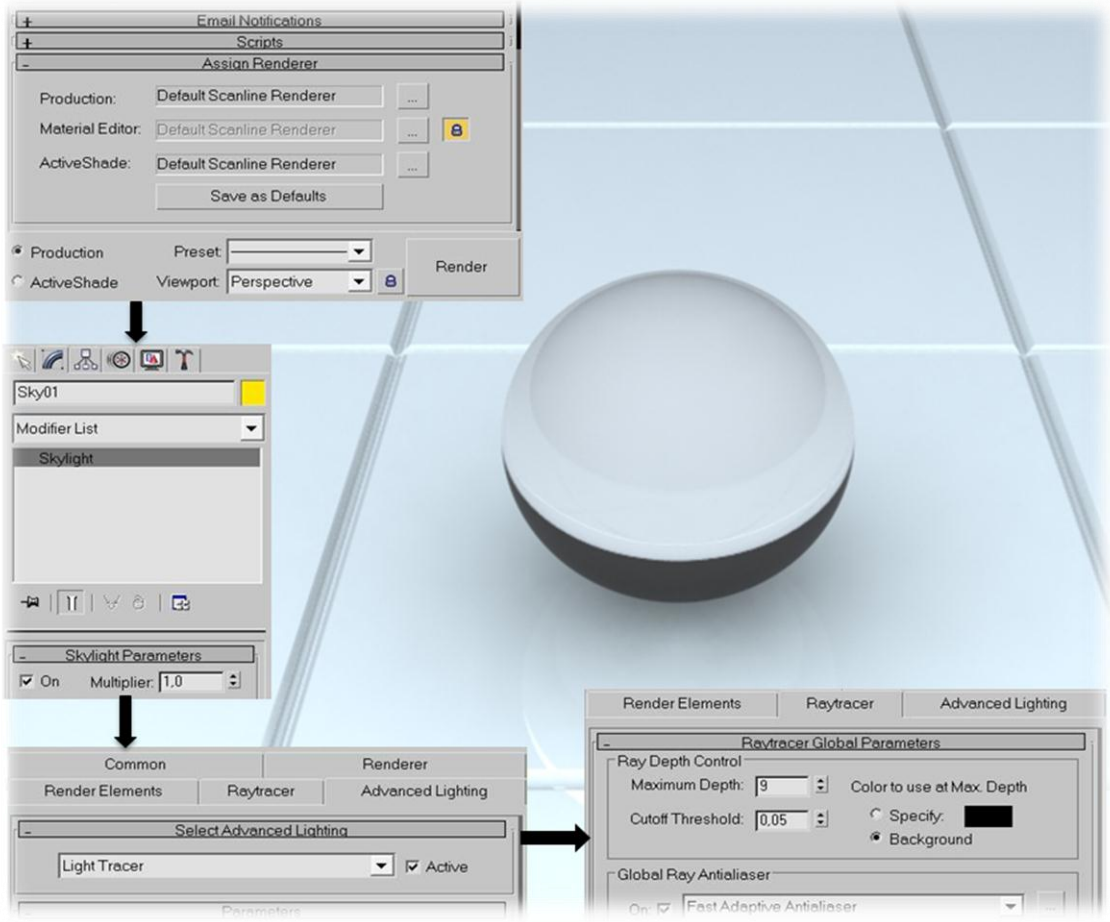 + Email Notifications
+ Scripts
- Assign Renderer
Production: Default Scanline Renderer ...
Material Editor: Default Scanline Renderer ...
ActiveShade: Default Scanline Renderer ...
Save as Defaults
Production Preset:
ActiveShade Viewport: Perspective
Render
Sky01
Modifier List
Skylight
- Skylight Parameters
On Multiplier: 1,0
Common Renderer
Render Elements Raytracer Advanced Lighting
- Select Advanced Lighting
Light Tracer Active
Parameters
Render Elements Raytracer Advanced Lighting
- Raytracer Global Parameters
Ray Depth Control
Maximum Depth: 9 Color to use at Max. Depth
Cutoff Threshold: 0,05 Specify:
Background
Global Ray Antialiaser
On: Fast Adaptive Antialiaser ...